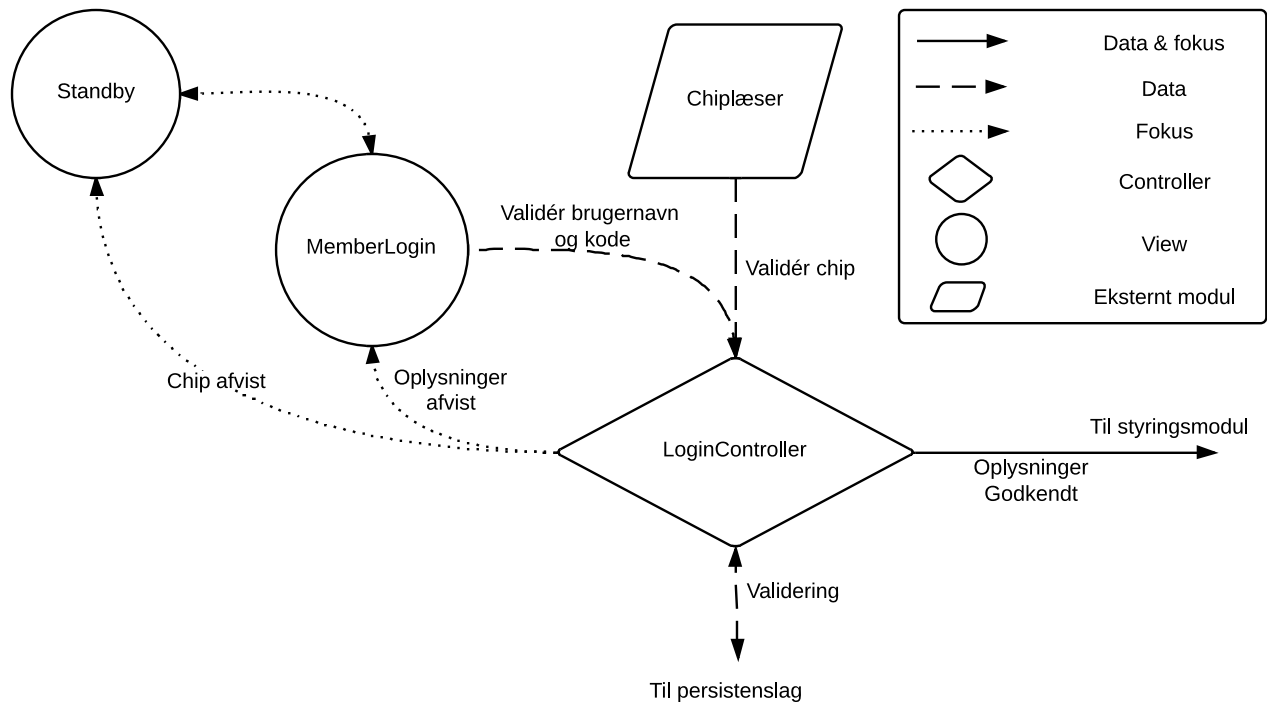 Standby
Chiplæser
MemberLogin
Validér brugernavn
og kode
Validér chip
Chip afvist
Oplysninger
afvist
LoginController
Til styringsmodul
Oplysninger
Godkendt
Validering
Til persistenslag
Data & fokus
Data
Fokus
Controller
View
Eksternt modul